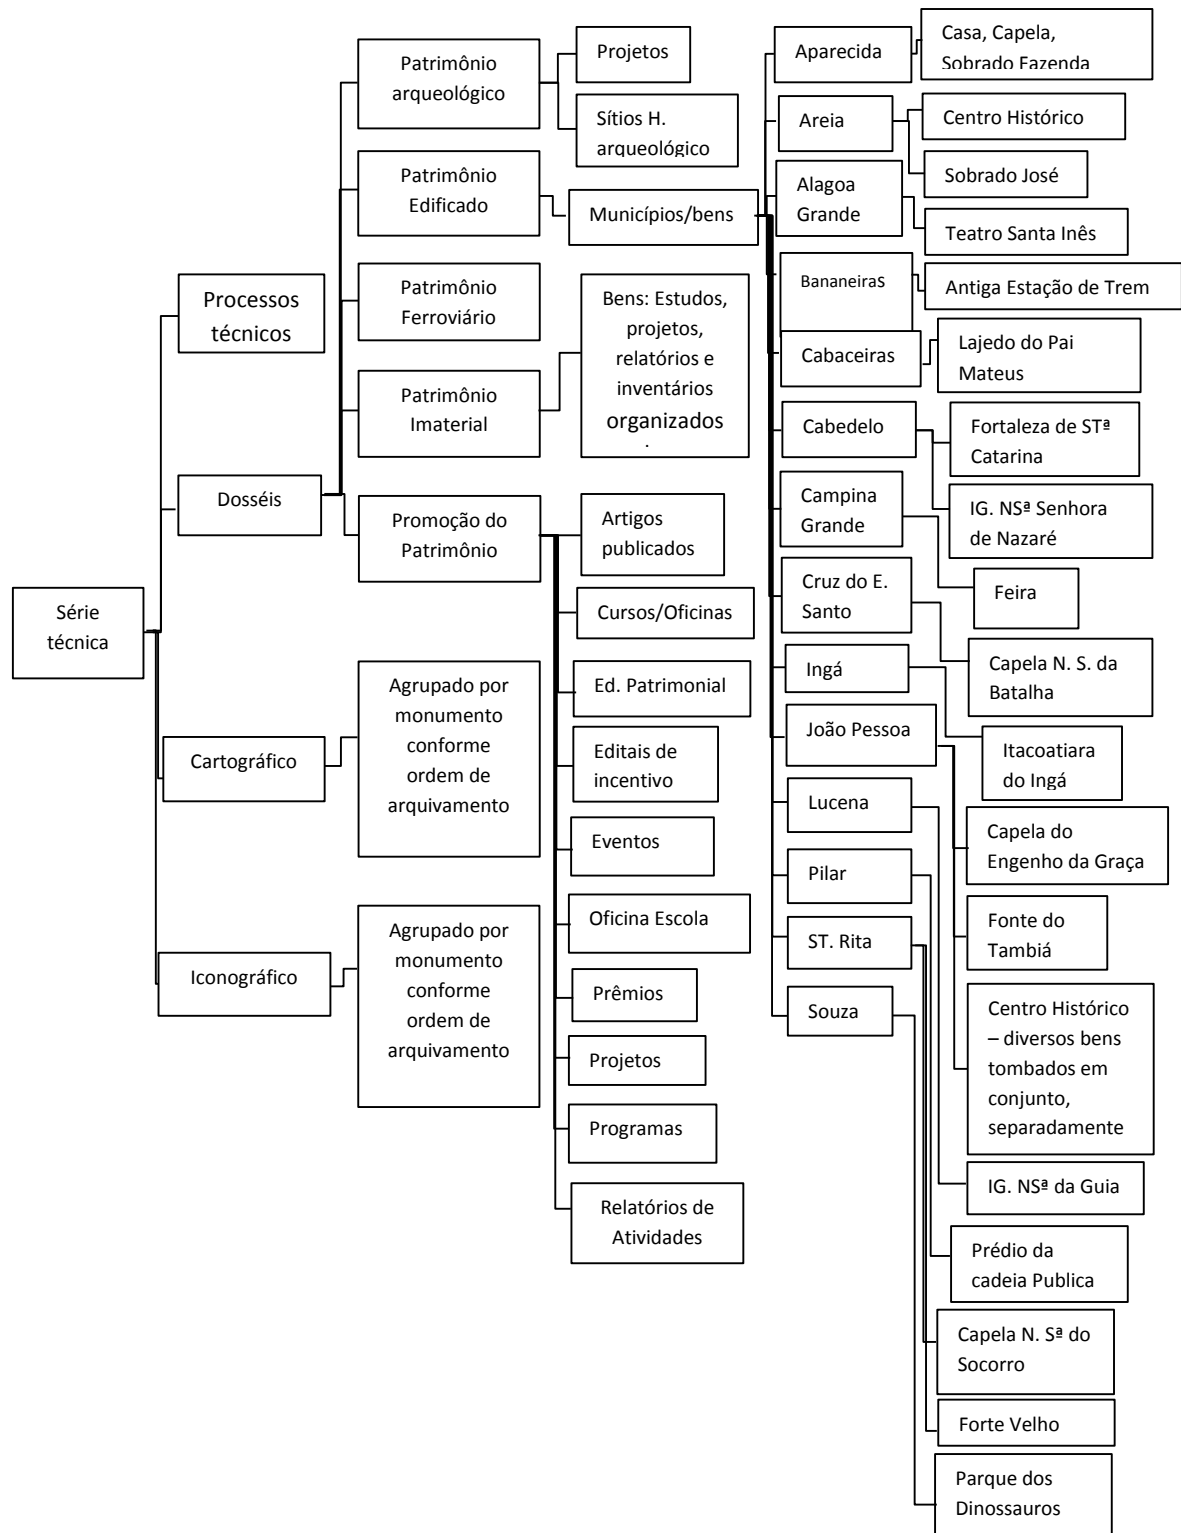 Série
técnica
Processos
técnicos
Dosséis
Cartográfico
Iconográfico
Patrimônio
arqueológico
Patrimônio
Edificado
Patrimônio
Ferroviário
Patrimônio
Imaterial
Promoção do
Patrimônio
Agrupado por
monumento
conforme
ordem de
arquivamento
Agrupado por
monumento
conforme
ordem de
arquivamento
Projetos
Sítios H.
arqueológico
Municípios/bens
Bens: Estudos,
projetos,
relatórios e
inventários
organizados
Artigos
publicados
Cursos/Oficinas
Ed. Patrimonial
Editais de
incentivo
Eventos
Oficina Escola
Prêmios
Projetos
Programas
Relatórios de
Atividades
Aparecida
Areia
Alagoa
Grande
Bananeiras
Cabaceiras
Cabedelo
Campina
Grande
Cruz do E.
Santo
Ingá
João Pessoa
Lucena
Pilar
ST. Rita
Souza
Casa, Capela,
Sobrado Fazenda
Centro Histórico
Sobrado José
Teatro Santa Inês
Antiga Estação de Trem
Lajedo do Pai
Mateus
Fortaleza de STª
Catarina
IG. NSª Senhora
de Nazaré
Feira
Capela N. S. da
Batalha
Itacoatiara
do Ingá
Capela do
Engenho da Graça
Fonte do
Tambiá
Centro Histórico
– diversos bens
tombados em
conjunto,
separadamente
IG. NSª da Guia
Prédio da
cadeia Publica
Capela N. Sª do
Socorro
Forte Velho
Parque dos
Dinossauros